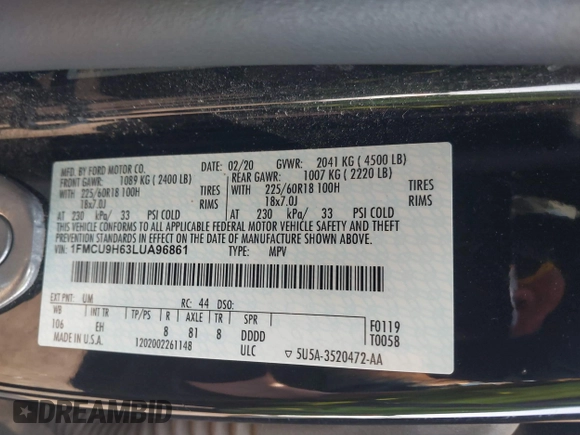 MFD. BY FORD MOTOR CO. 02/20 GVWR: 2041 KG ( 4500 LB)
FRONT GAWR: 1089 KG ( 2400 LB) REAR GAWR: 1007 KG ( 2220 LB)
WITH 225/60R18 100H TIRES WITH 225/60R18 100H TIRES
18x7.0J RIMS 18x7.0J RIMS
AT 230 kPa/ 33 PSI COLD AT 230 kPa/ 33 PSI COLD
THIS VEHICLE CONFORMS TO ALL APPLICABLE FEDERAL MOTOR VEHICLE SAFETY AND THEFT
PREVENTION STANDARDS IN EFFECT ON THE DATE OF MANUFACTURE SHOWN ABOVE.
VIN: 1FMCU9H63LUA96861 TYPE: MPV
EXT PNT: UM RC: 44 DSO:
WB INT TR TP/PS R AXLE TR SPR
106 EH 8 81 8 DDDD F0119
T0058
MADE IN U.S.A. 1202002261148 ULC 5U5A-3520472-AA
DREAMBID